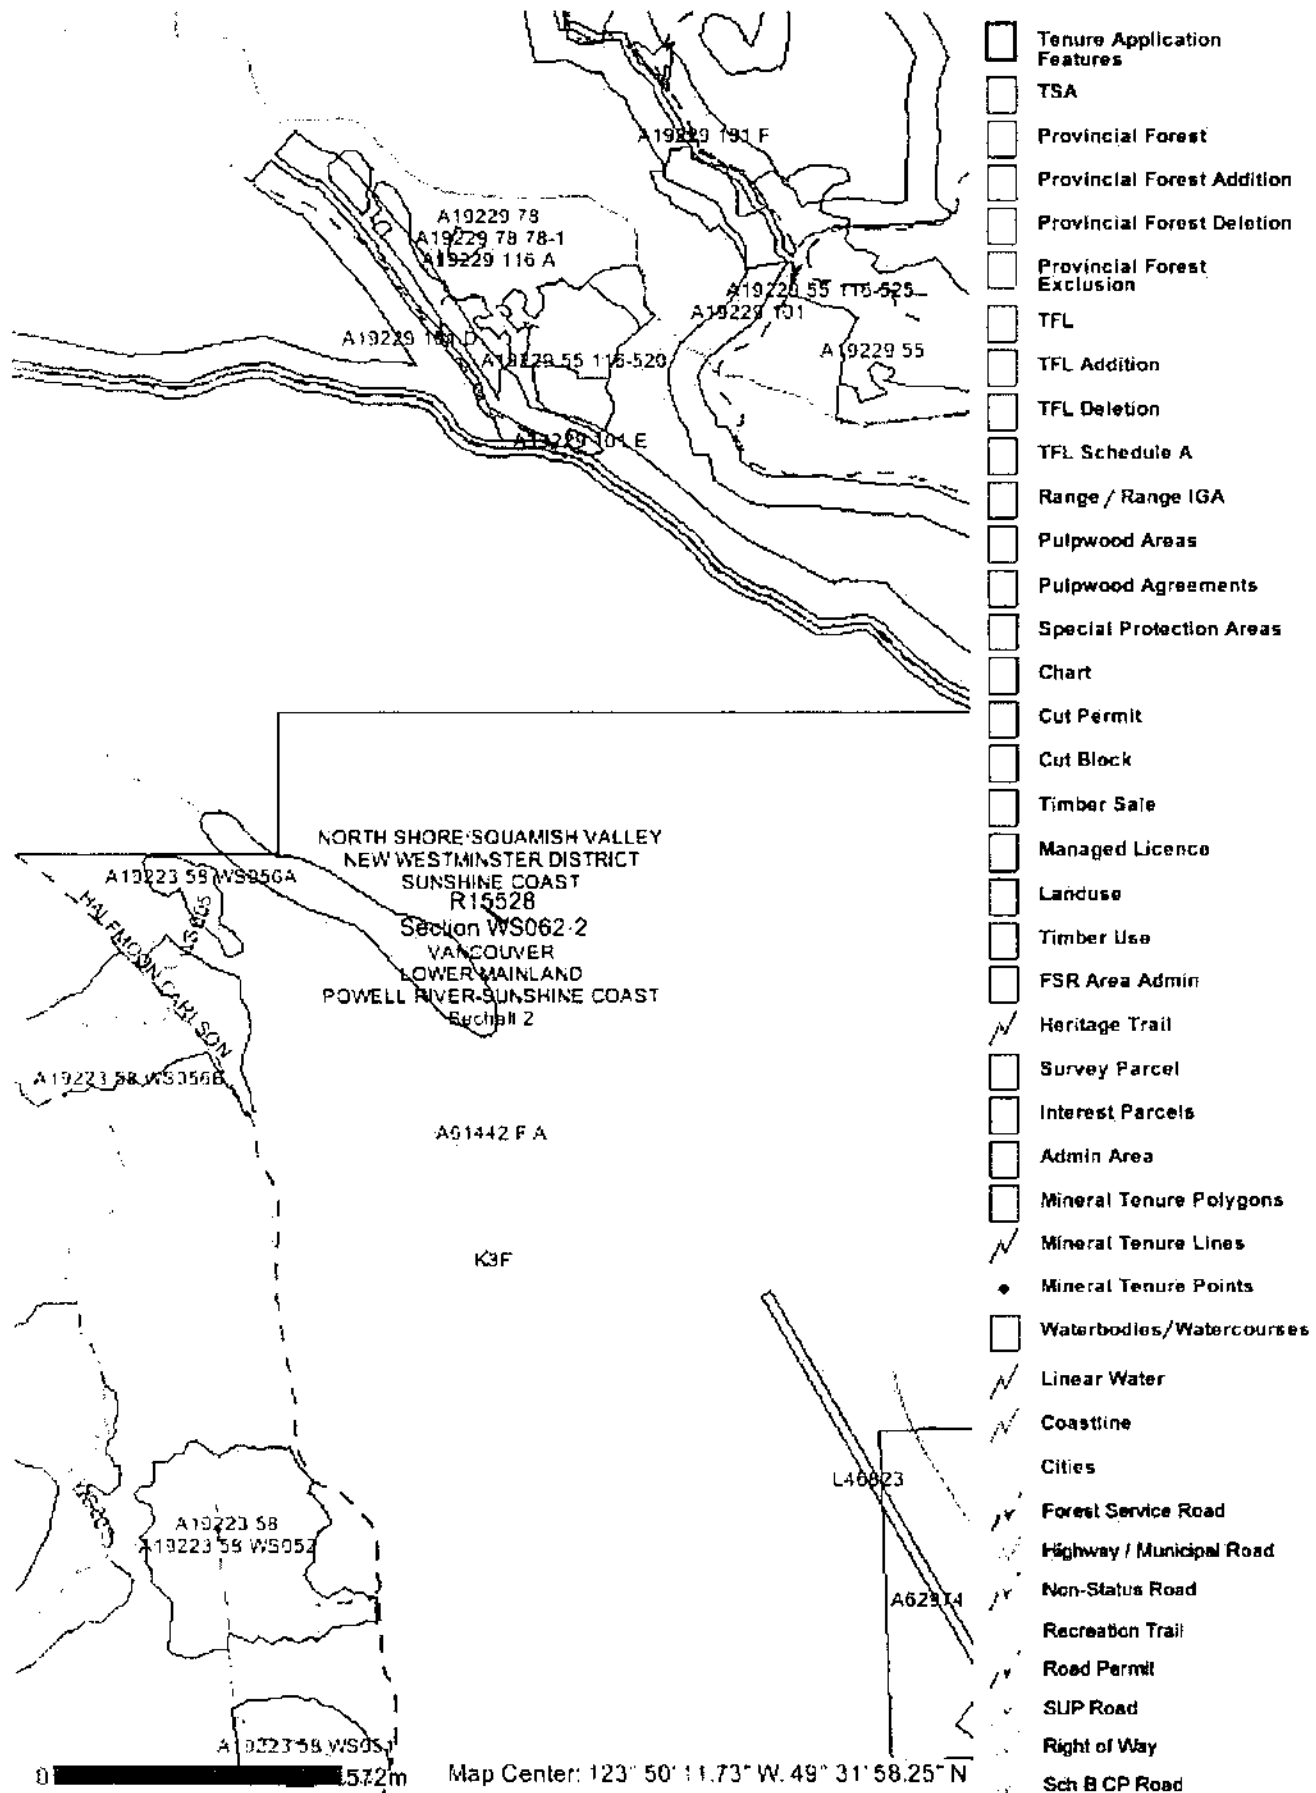 A19229 191 F
A19229 78
A19229 78 78-1
A19229 116 A
A19229 55 116-525
A19229 101
A19229 D
A19229 55
A19229 55 116-520
A19229 101 E
NORTH SHORE-SQUAMISH VALLEY
NEW WESTMINSTER DISTRICT
SUNSHINE COAST
R15528
Section WS062-2
VANCOUVER
LOWER MAINLAND
POWELL RIVER-SUNSHINE COAST
Sechelt 2
A19223 58 WS056A
HALFMOON CARLSON
A19223 58 WS056B
A91442 F A
K3F
L46823
A62974
A19223 58
A19223 58 WS052
A19223 58 WS051
0
572m
Map Center: 123° 50' 11.73" W, 49° 31' 58.25" N
Tenure Application
Features
TSA
Provincial Forest
Provincial Forest Addition
Provincial Forest Deletion
Provincial Forest
Exclusion
TFL
TFL Addition
TFL Deletion
TFL Schedule A
Range / Range IGA
Pulpwood Areas
Pulpwood Agreements
Special Protection Areas
Chart
Cut Permit
Cut Block
Timber Sale
Managed Licence
Landuse
Timber Use
FSR Area Admin
Heritage Trail
Survey Parcel
Interest Parcels
Admin Area
Mineral Tenure Polygons
Mineral Tenure Lines
Mineral Tenure Points
Waterbodies/Watercourses
Linear Water
Coastline
Cities
Forest Service Road
Highway / Municipal Road
Non-Status Road
Recreation Trail
Road Permit
SUP Road
Right of Way
Sch B CP Road